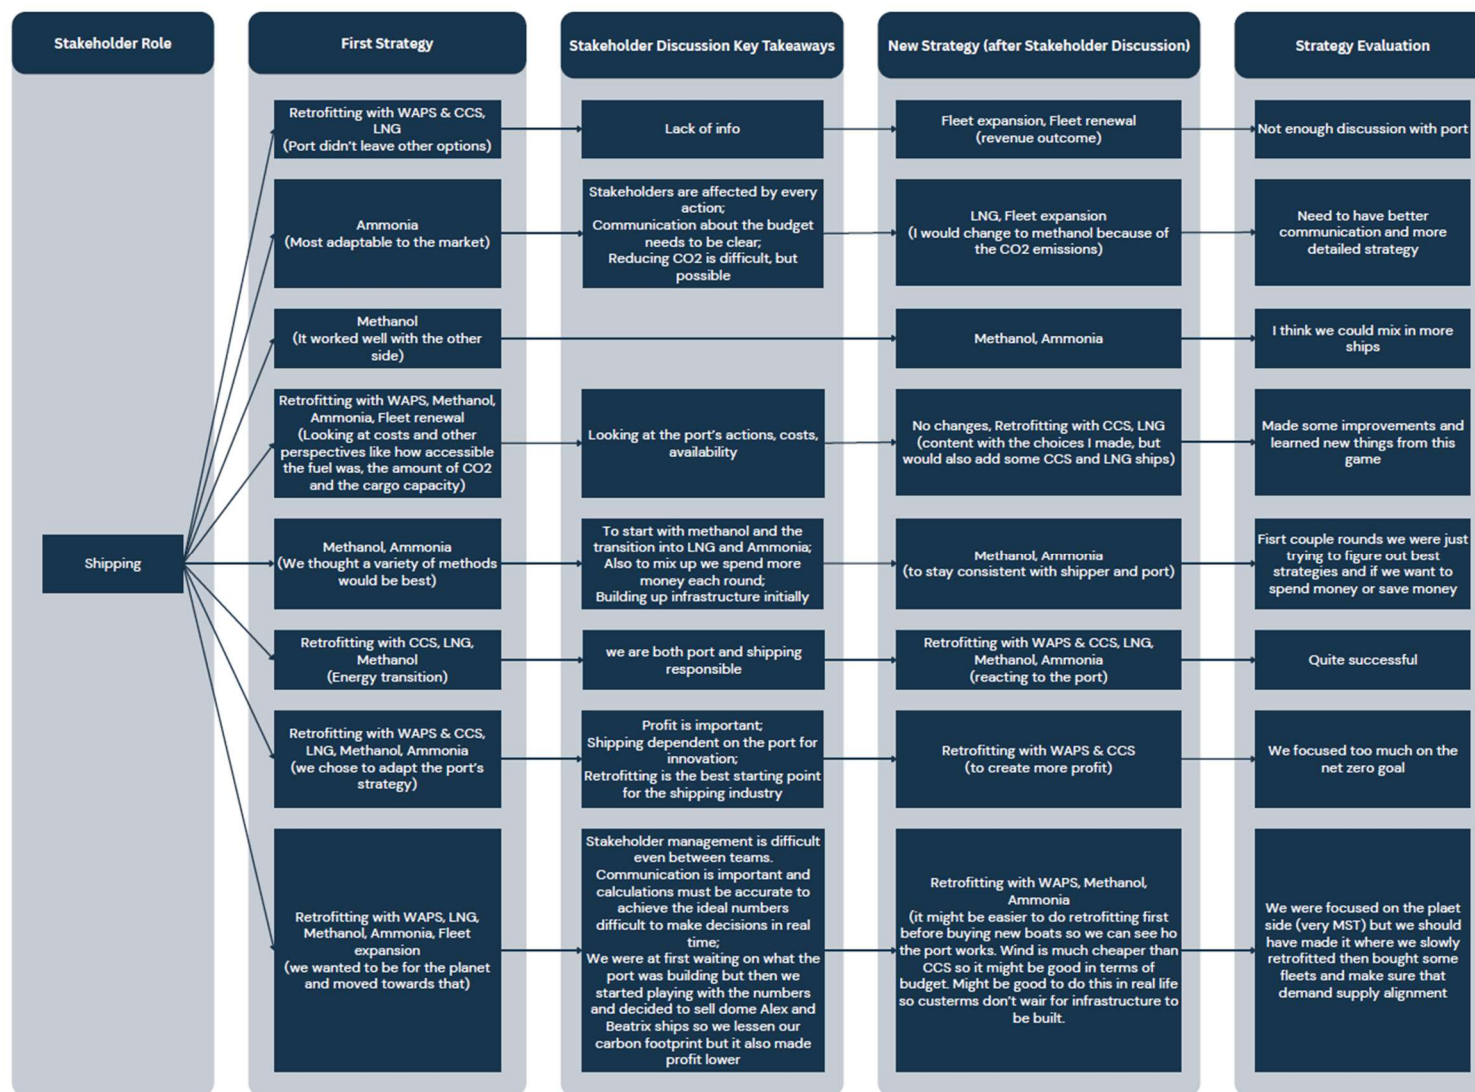 Stakeholder Role
First Strategy
Stakeholder Discussion Key Takeaways
New Strategy (after Stakeholder Discussion)
Strategy Evaluation
Shipping
Retrofitting with WAPS & CCS,
LNG
(Port didn't leave other options)
Lack of info
Fleet expansion, Fleet renewal
(revenue outcome)
Not enough discussion with port
Ammonia
(Most adaptable to the market)
Stakeholders are affected by every
action;
Communication about the budget
needs to be clear;
Reducing CO2 is difficult, but
possible
LNG, Fleet expansion
(I would change to methanol because of
the CO2 emissions)
Need to have better
communication and more
detailed strategy
Methanol
(It worked well with the other
side)
Methanol, Ammonia
I think we could mix in more
ships
Retrofitting with WAPS, Methanol,
Ammonia, Fleet renewal
(Looking at costs and other
perspectives like how accessible
the fuel was, the amount of CO2
and the cargo capacity)
Looking at the port's actions, costs,
availability
No changes, Retrofitting with CCS, LNG
(content with the choices I made, but
would also add some CCS and LNG ships)
Made some improvements and
learned new things from this
game
Methanol, Ammonia
(We thought a variety of methods
would be best)
To start with methanol and the
transition into LNG and Ammonia;
Also to mix up we spend more
money each round;
Building up infrastructure initially
Methanol, Ammonia
(to stay consistent with shipper and port)
Fisrt couple rounds we were just
trying to figure out best
strategies and if we want to
spend money or save money
Retrofitting with CCS, LNG,
Methanol
(Energy transition)
we are both port and shipping
responsible
Retrofitting with WAPS & CCS, LNG,
Methanol, Ammonia
(reacting to the port)
Quite successful
Retrofitting with WAPS & CCS,
LNG, Methanol, Ammonia
(we chose to adapt the port's
strategy)
Profit is important;
Shipping dependent on the port for
innovation;
Retrofitting is the best starting point
for the shipping industry
Retrofitting with WAPS & CCS
(to create more profit)
We focused too much on the
net zero goal
Retrofitting with WAPS, LNG,
Methanol, Ammonia, Fleet
expansion
(we wanted to be for the planet
and moved towards that)
Stakeholder management is difficult
even between teams.
Communication is important and
calculations must be accurate to
achieve the ideal numbers
difficult to make decisions in real
time;
We were at first waiting on what the
port was building but then we
started playing with the numbers
and decided to sell dome Alex and
Beatrix ships so we lessen our
carbon footprint but it also made
profit lower
Retrofitting with WAPS, Methanol,
Ammonia
(it might be easier to do retrofitting first
before buying new boats so we can see ho
the port works. Wind is much cheaper than
CCS so it might be good in terms of
budget. Might be good to do this in real life
so custerms don't wair for infrastructure to
be built.
We were focused on the plaet
side (very MST) but we should
have made it where we slowly
retrofitted then bought some
fleets and make sure that
demand supply alignment